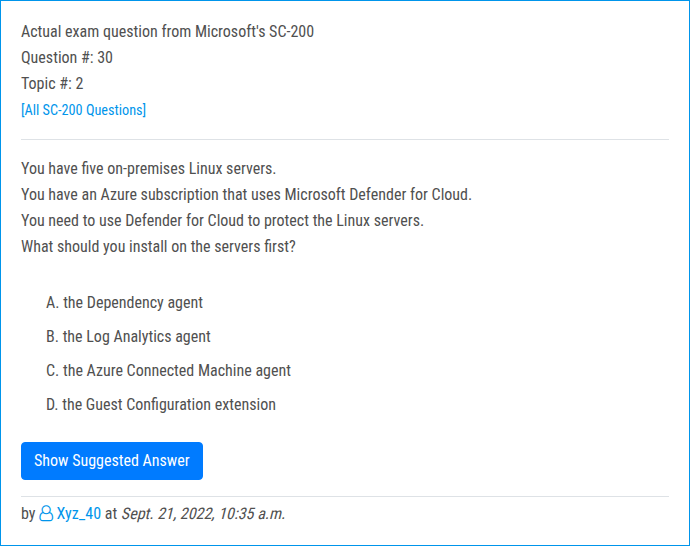 Actual exam question from Microsoft's SC-200
Question #: 30
Topic #: 2
[All SC-200 Questions]
You have five on-premises Linux servers.
You have an Azure subscription that uses Microsoft Defender for Cloud.
You need to use Defender for Cloud to protect the Linux servers.
What should you install on the servers first?
A. the Dependency agent
B. the Log Analytics agent
C. the Azure Connected Machine agent
D. the Guest Configuration extension
Show Suggested Answer
by Xyz_40 at Sept. 21, 2022, 10:35 a.m.